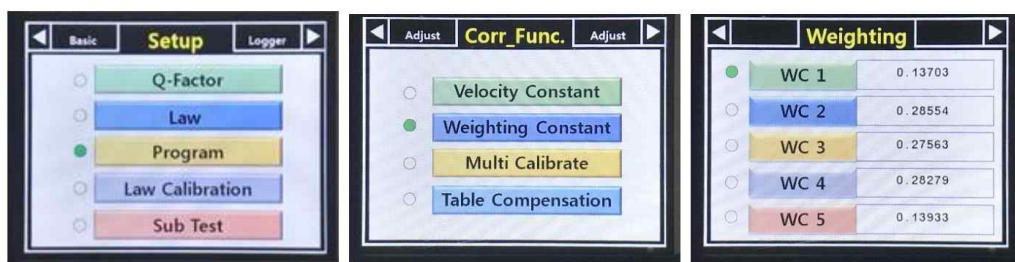 Basic Setup Logger
Q-Factor
Law
Program
Law Calibration
Sub Test
Adjust Corr_Func. Adjust
Velocity Constant
Weighting Constant
Multi Calibrate
Table Compensation
Weighting
WC 1 0.13703
WC 2 0.28554
WC 3 0.27563
WC 4 0.28279
WC 5 0.13933